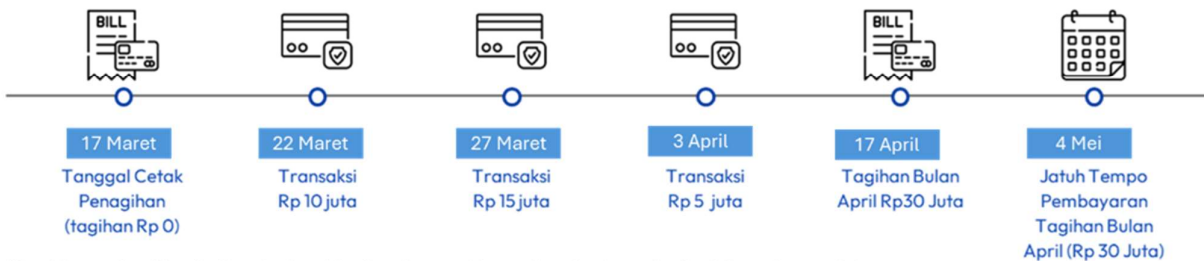 BILL
BILL
17 Maret
22 Maret
27 Maret
3 April
17 April
4 Mei
Tanggal Cetak
Penagihan
(tagihan Rp 0)
Transaksi
Rp 10 juta
Transaksi
Rp 15 juta
Transaksi
Rp 5 juta
Tagihan Bulan
April Rp30 Juta
Jatuh Tempo
Pembayaran
Tagihan Bulan
April (Rp 30 Juta)